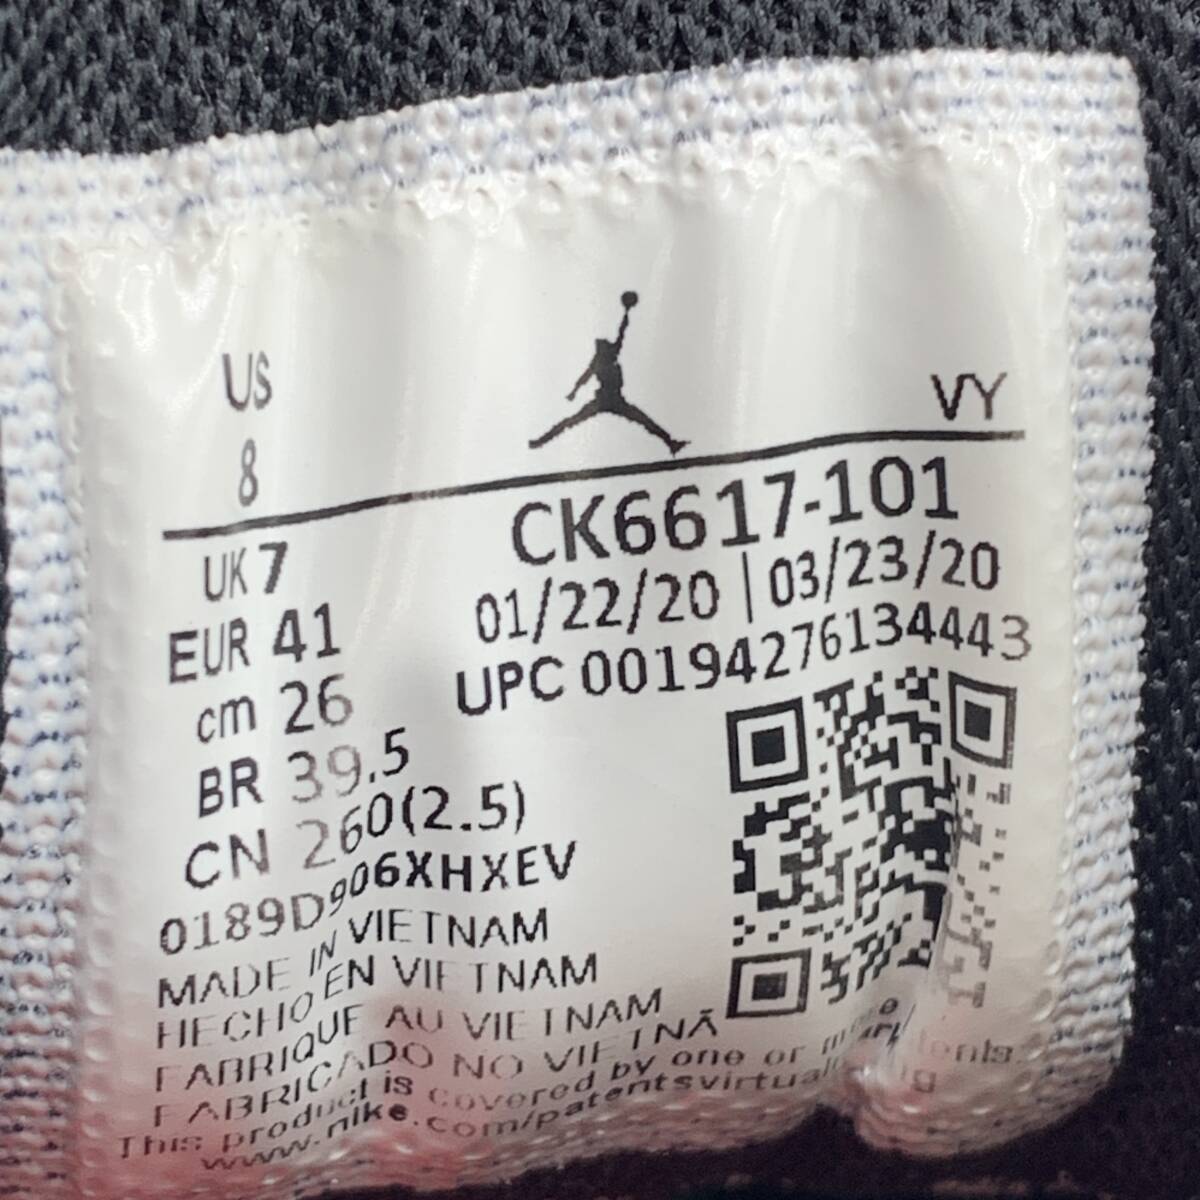 US
8
VY
UK 7
EUR 41
cm 26
BR 39.5
CN 260(2.5)
CK6617-101
01/22/20 | 03/23/20
UPC 00194276134443
0189D906XHXEV
MADE IN VIETNAM
HECHO EN VIETNAM
FABRIQUE AU VIETNAM
FABRICADO NO VIETNÃ
This product is covered by one or more
www.nike.com/patentsvirtual